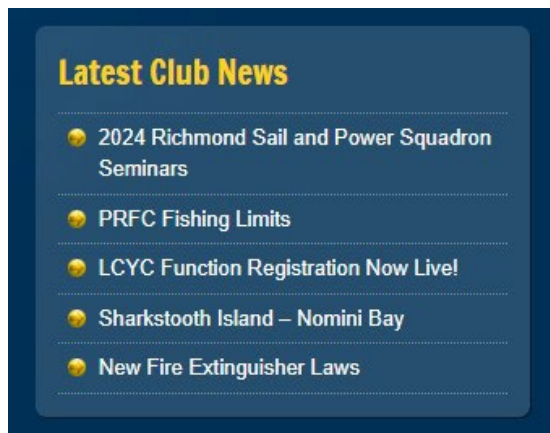 Latest Club News
2024 Richmond Sail and Power Squadron
Seminars
PRFC Fishing Limits
LCYC Function Registration Now Live!
Sharkstooth Island – Nomini Bay
New Fire Extinguisher Laws